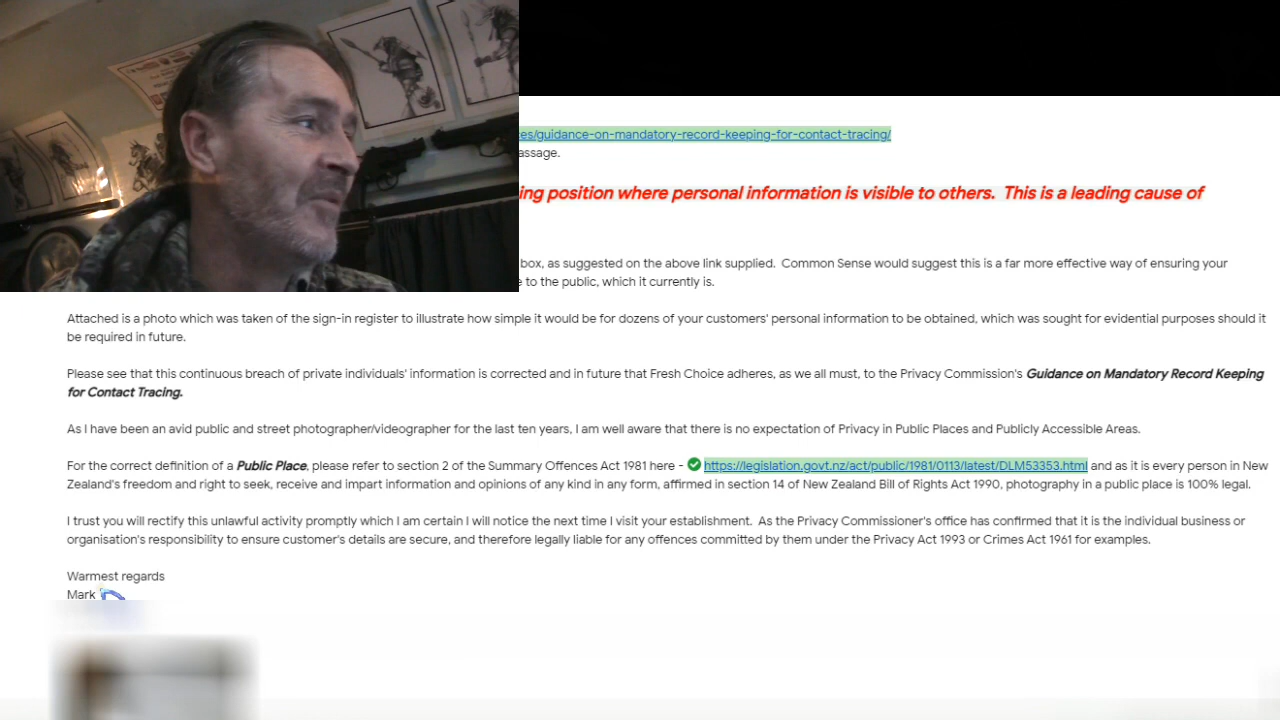 es/guidance-on-mandatory-record-keeping-for-contact-tracing/
assage.
ing position where personal information is visible to others.  This is a leading cause of
box, as suggested on the above link supplied.  Common Sense would suggest this is a far more effective way of ensuring your
e to the public, which it currently is.
Attached is a photo which was taken of the sign-in register to illustrate how simple it would be for dozens of your customers' personal information to be obtained, which was sought for evidential purposes should it
be required in future.
Please see that this continuous breach of private individuals' information is corrected and in future that Fresh Choice adheres, as we all must, to the Privacy Commission's Guidance on Mandatory Record Keeping
for Contact Tracing.
As I have been an avid public and street photographer/videographer for the last ten years, I am well aware that there is no expectation of Privacy in Public Places and Publicly Accessible Areas.
For the correct definition of a Public Place, please refer to section 2 of the Summary Offences Act 1981 here - https://legislation.govt.nz/act/public/1981/0113/latest/DLM53353.html and as it is every person in New
Zealand's freedom and right to seek, receive and impart information and opinions of any kind in any form, affirmed in section 14 of New Zealand Bill of Rights Act 1990, photography in a public place is 100% legal.
I trust you will rectify this unlawful activity promptly which I am certain I will notice the next time I visit your establishment.  As the Privacy Commissioner's office has confirmed that it is the individual business or
organisation's responsibility to ensure customer's details are secure, and therefore legally liable for any offences committed by them under the Privacy Act 1993 or Crimes Act 1961 for examples.
Warmest regards
Mark